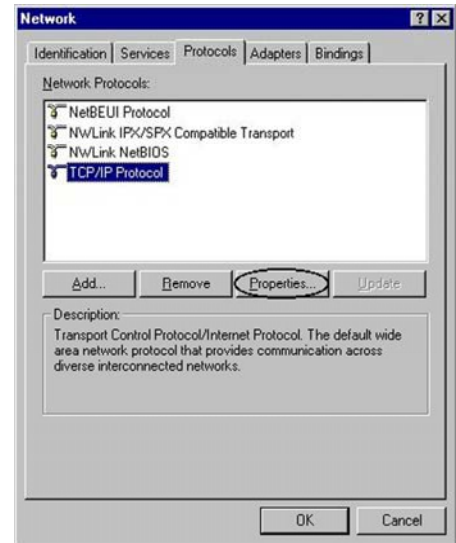 Network
Identification Services Protocols Adapters Bindings
Network Protocols:
NetBEUI Protocol
NWLink IPX/SPX Compatible Transport
NWLink NetBIOS
TCP/IP Protocol
Add... Remove Properties... Update
Description:
Transport Control Protocol/Internet Protocol. The default wide
area network protocol that provides communication across
diverse interconnected networks.
OK Cancel